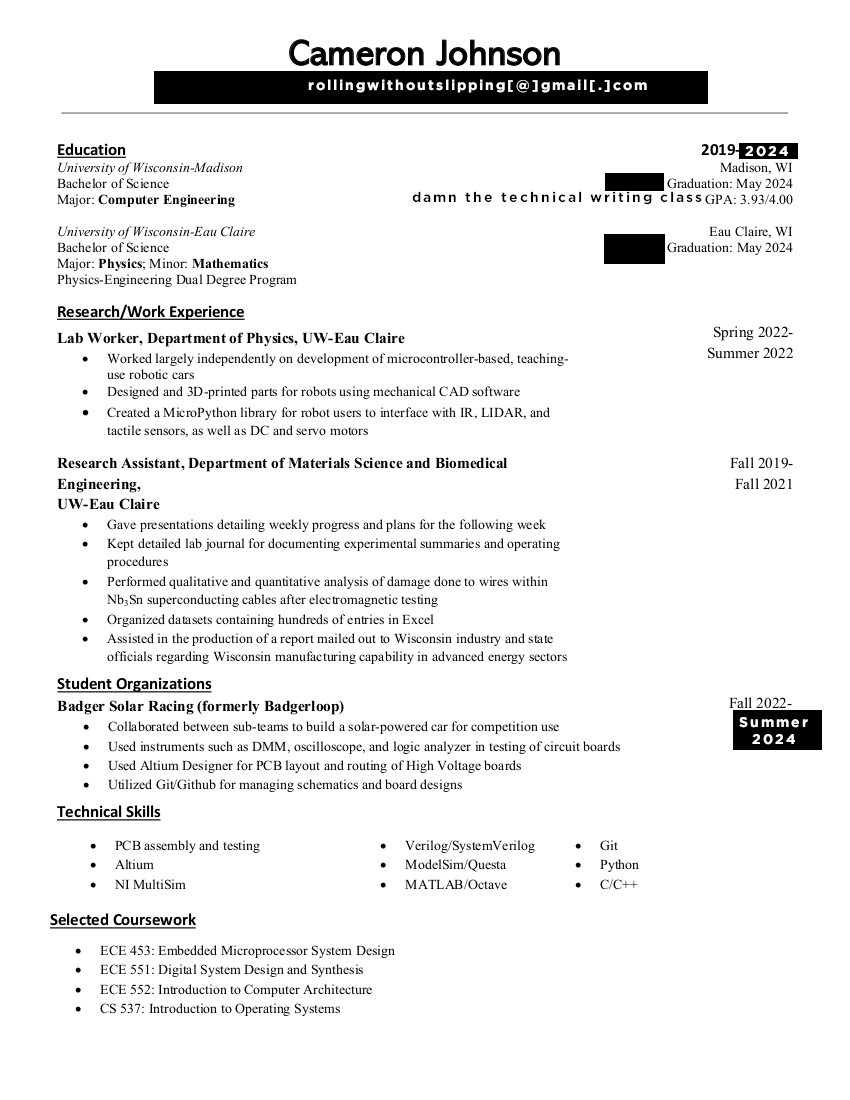 Cameron Johnson
rollingwithoutslipping[@]gmail[.]com
Education 2019-2024
University of Wisconsin-Madison Madison, WI
Bachelor of Science Graduation: May 2024
Major: Computer Engineering damn the technical writing class GPA: 3.93/4.00
University of Wisconsin-Eau Claire Eau Claire, WI
Bachelor of Science Graduation: May 2024
Major: Physics; Minor: Mathematics
Physics-Engineering Dual Degree Program
Research/Work Experience
Lab Worker, Department of Physics, UW-Eau Claire Spring 2022-
Summer 2022
• Worked largely independently on development of microcontroller-based, teaching-
use robotic cars
• Designed and 3D-printed parts for robots using mechanical CAD software
• Created a MicroPython library for robot users to interface with IR, LIDAR, and
tactile sensors, as well as DC and servo motors
Research Assistant, Department of Materials Science and Biomedical Fall 2019-
Engineering, Fall 2021
UW-Eau Claire
• Gave presentations detailing weekly progress and plans for the following week
• Kept detailed lab journal for documenting experimental summaries and operating
procedures
• Performed qualitative and quantitative analysis of damage done to wires within
Nb₃Sn superconducting cables after electromagnetic testing
• Organized datasets containing hundreds of entries in Excel
• Assisted in the production of a report mailed out to Wisconsin industry and state
officials regarding Wisconsin manufacturing capability in advanced energy sectors
Student Organizations
Badger Solar Racing (formerly Badgerloop) Fall 2022-
Summer
2024
• Collaborated between sub-teams to build a solar-powered car for competition use
• Used instruments such as DMM, oscilloscope, and logic analyzer in testing of circuit boards
• Used Altium Designer for PCB layout and routing of High Voltage boards
• Utilized Git/Github for managing schematics and board designs
Technical Skills
• PCB assembly and testing • Verilog/SystemVerilog • Git
• Altium • ModelSim/Questa • Python
• NI MultiSim • MATLAB/Octave • C/C++
Selected Coursework
• ECE 453: Embedded Microprocessor System Design
• ECE 551: Digital System Design and Synthesis
• ECE 552: Introduction to Computer Architecture
• CS 537: Introduction to Operating Systems